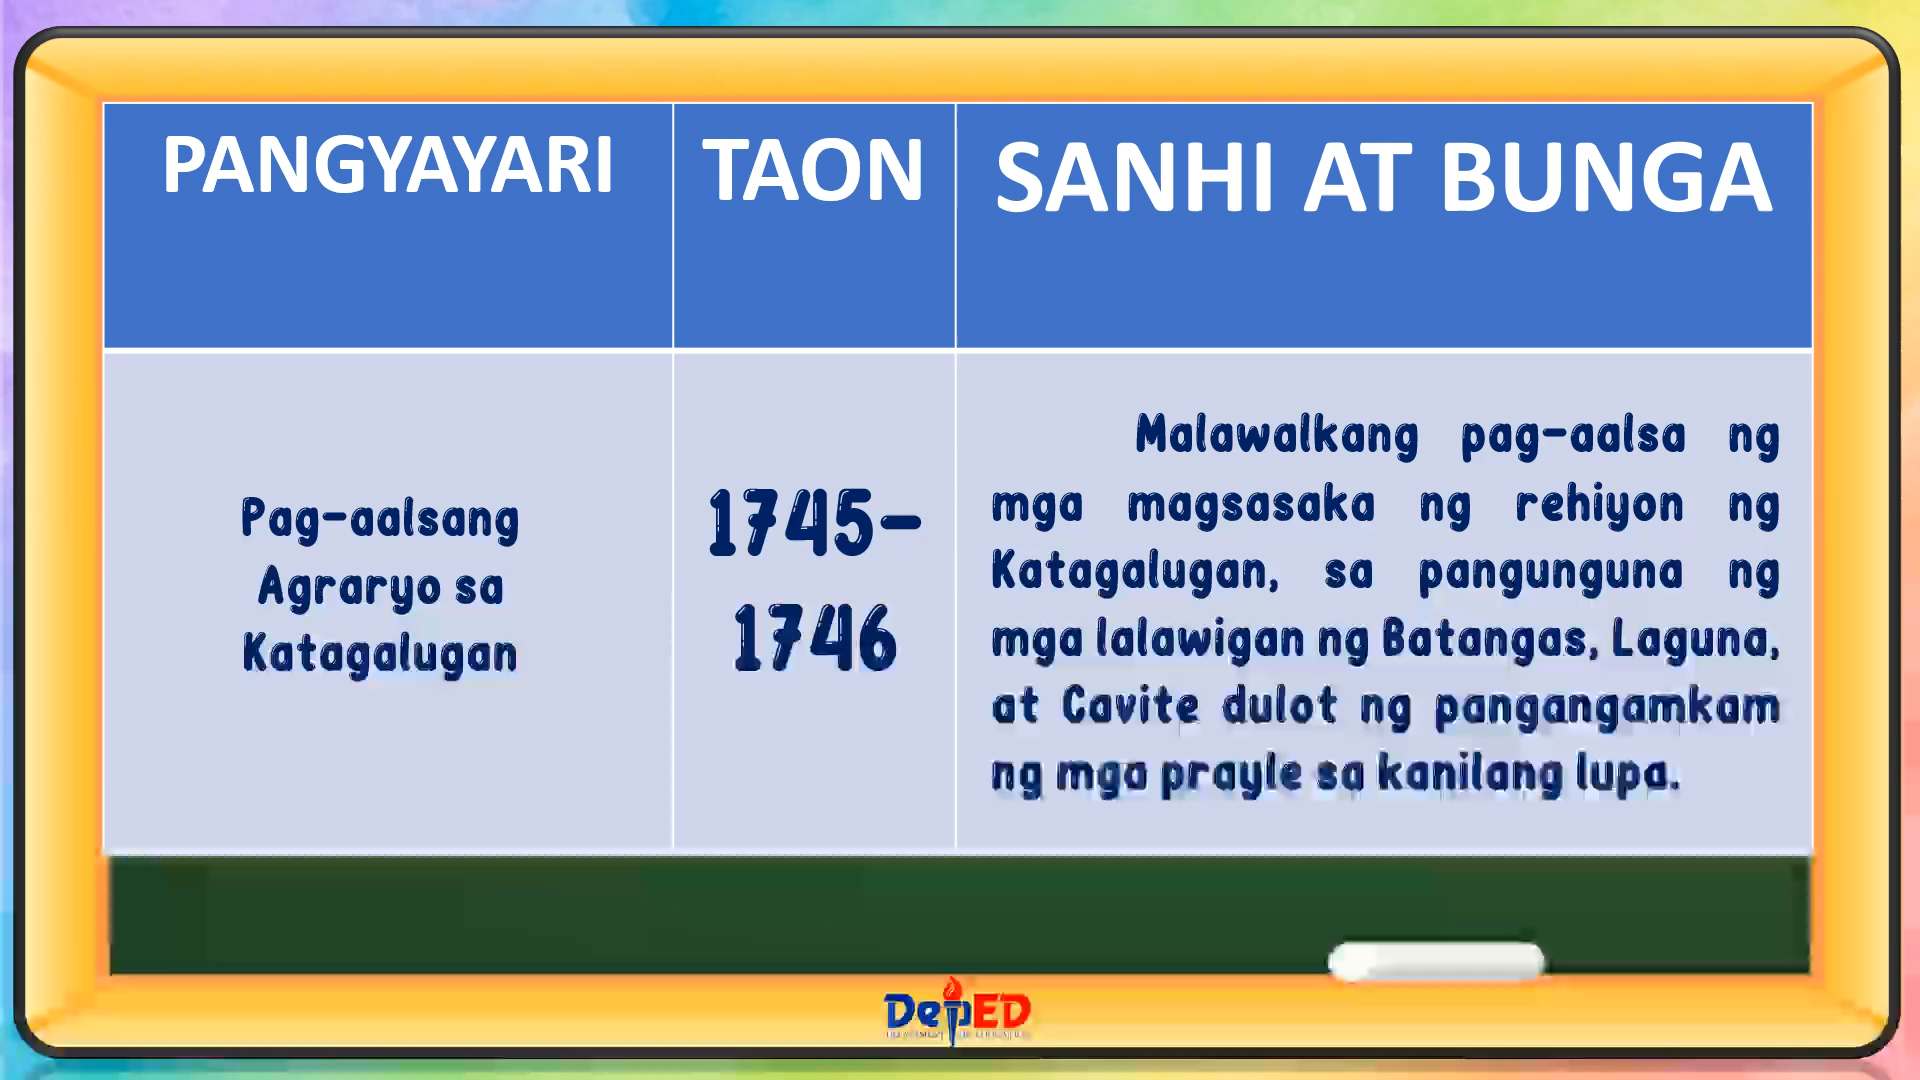 PANGYAYARI
TAON
SANHI AT BUNGA
Pag-aalsang
Agraryo sa
Katagalugan
1745-
1746
Malawalkang pag-aalsa ng
mga magsasaka ng rehiyon ng
Katagalugan, sa pangunguna ng
mga lalawigan ng Batangas, Laguna,
at Cavite dulot ng pangangamkam
ng mga prayle sa kanilang lupa.
DepED